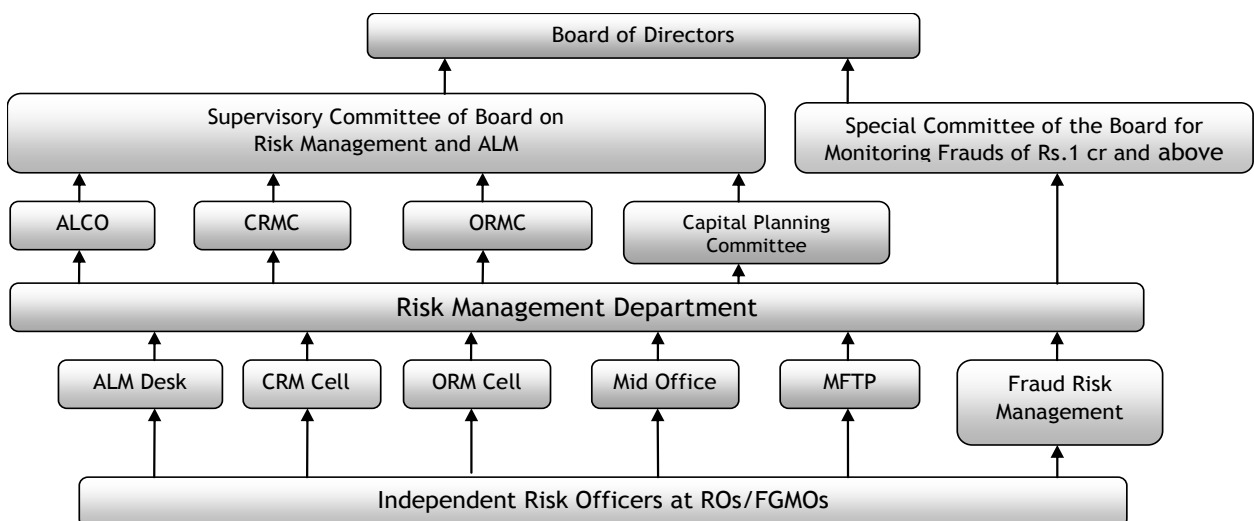 Board of Directors
Supervisory Committee of Board on
Risk Management and ALM
Special Committee of the Board for
Monitoring Frauds of Rs.1 cr and above
ALCO
CRMC
ORMC
Capital Planning
Committee
Risk Management Department
ALM Desk
CRM Cell
ORM Cell
Mid Office
MFTP
Fraud Risk
Management
Independent Risk Officers at ROs/FGMOs